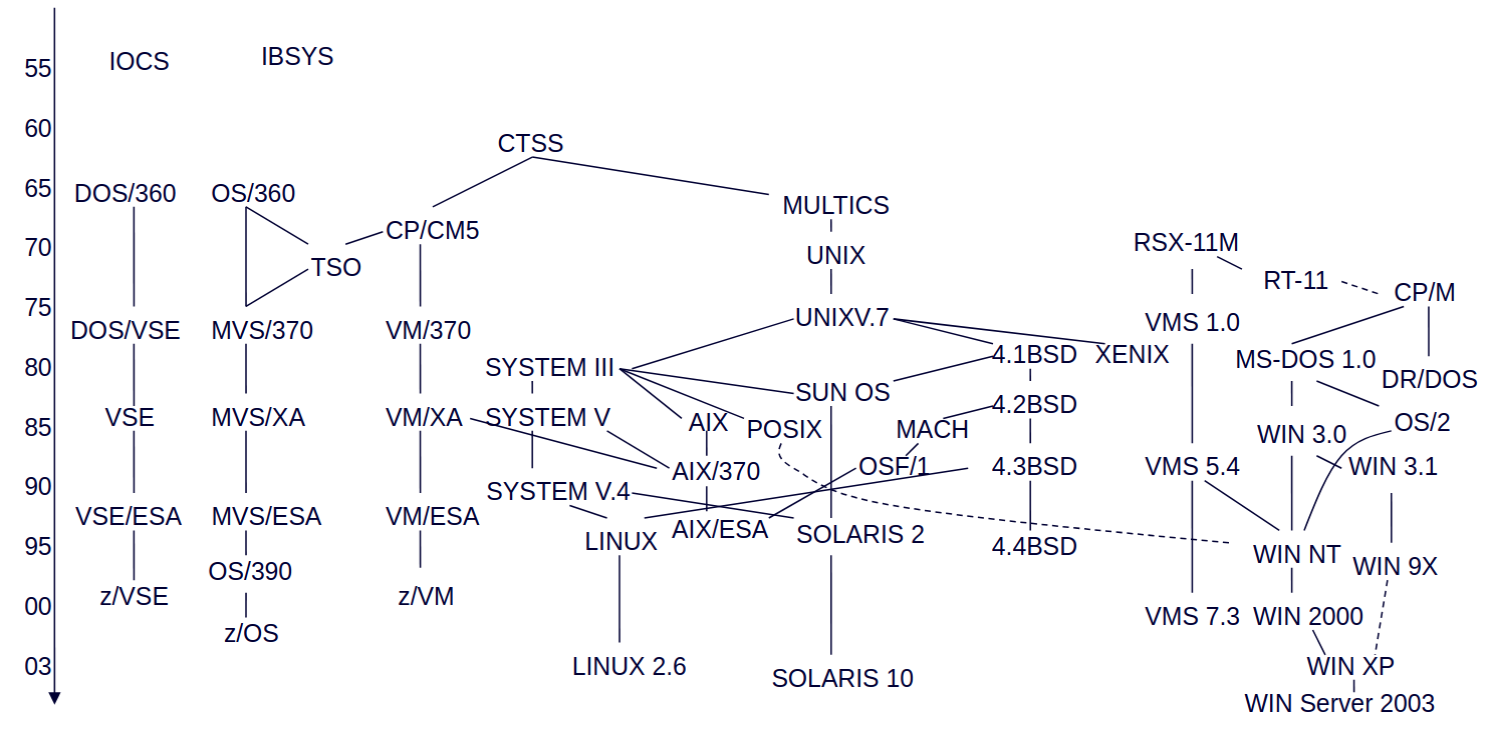 IOCS
IBSYS
55
60
CTSS
65
DOS/360
OS/360
MULTICS
CP/CM5
70
TSO
UNIX
RSX-11M
RT-11
CP/M
75
DOS/VSE
MVS/370
VM/370
UNIXV.7
VMS 1.0
80
SYSTEM III
4.1BSD
XENIX
MS-DOS 1.0
DR/DOS
SUN OS
4.2BSD
85
VSE
MVS/XA
VM/XA
SYSTEM V
AIX
POSIX
MACH
WIN 3.0
OS/2
AIX/370
OSF/1
4.3BSD
VMS 5.4
WIN 3.1
90
SYSTEM V.4
VSE/ESA
MVS/ESA
VM/ESA
AIX/ESA
SOLARIS 2
95
LINUX
4.4BSD
WIN NT
WIN 9X
OS/390
z/VSE
z/VM
00
VMS 7.3
WIN 2000
z/OS
03
LINUX 2.6
SOLARIS 10
WIN XP
WIN Server 2003